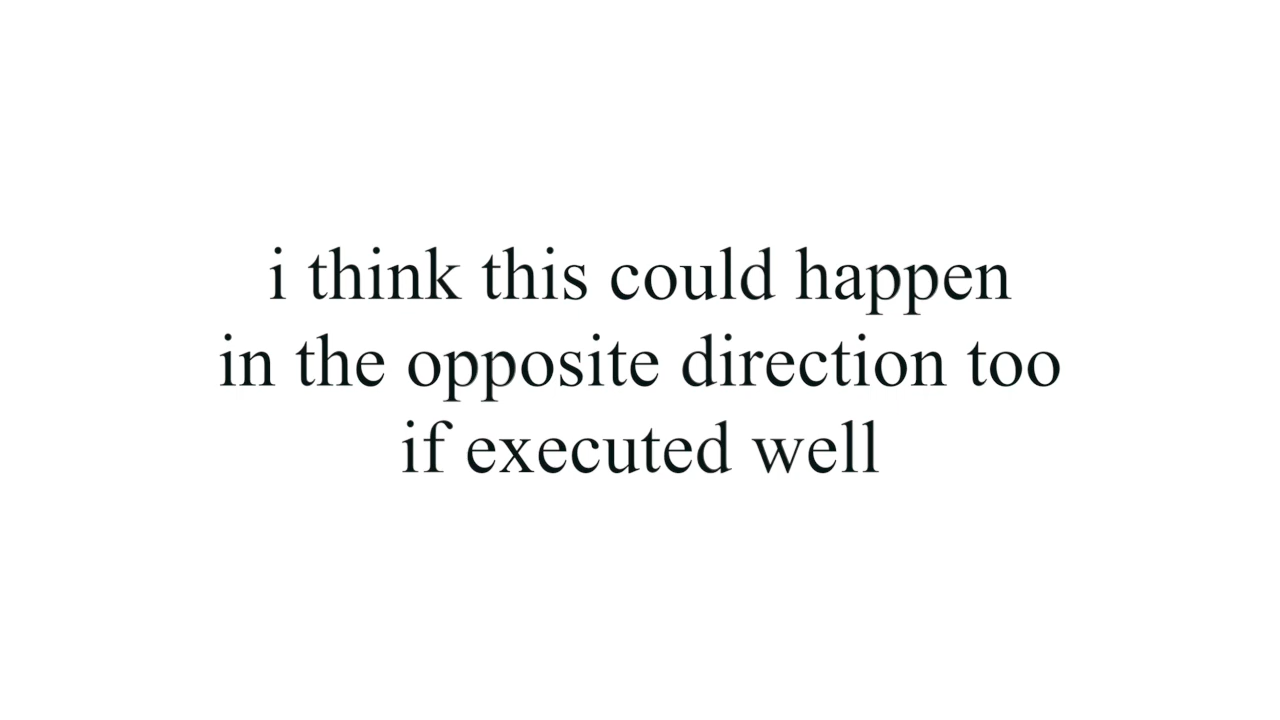 i think this could happen
in the opposite direction too
if executed well